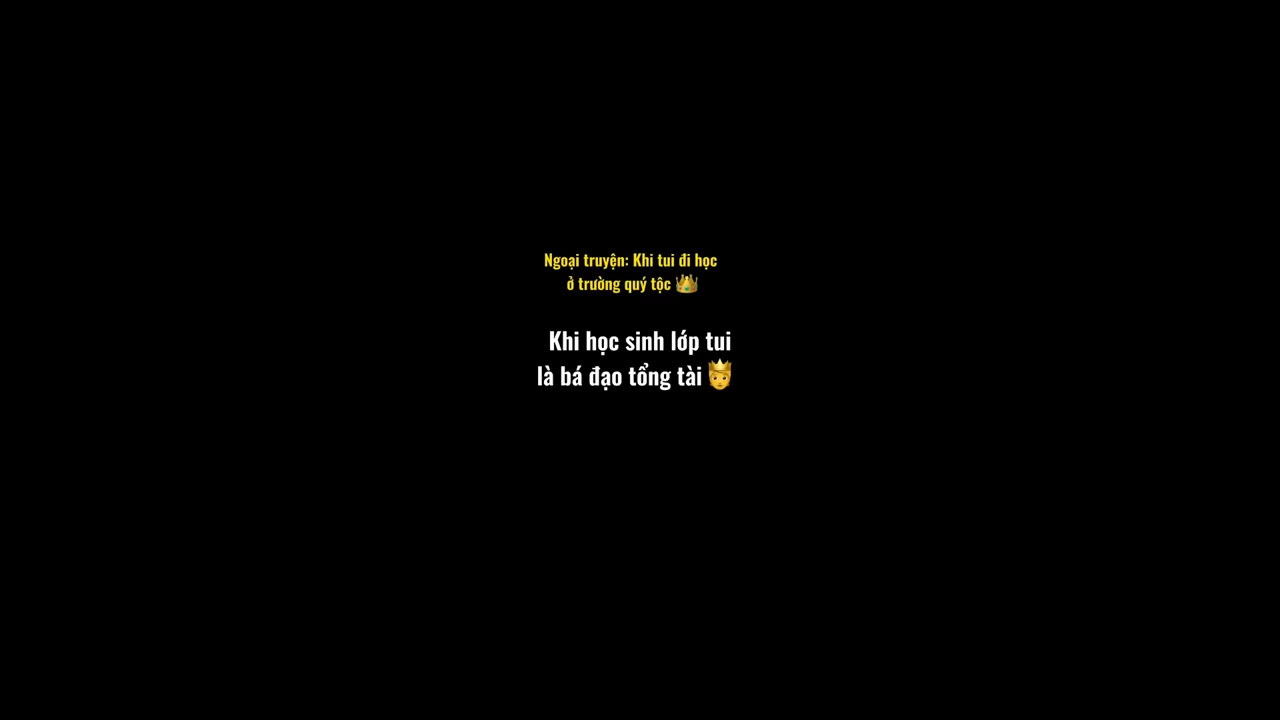 Ngoại truyện: Khi tui đi học
ở trường quý tộc 👑
Khi học sinh lớp tui
là bá đạo tổng tài 🤴